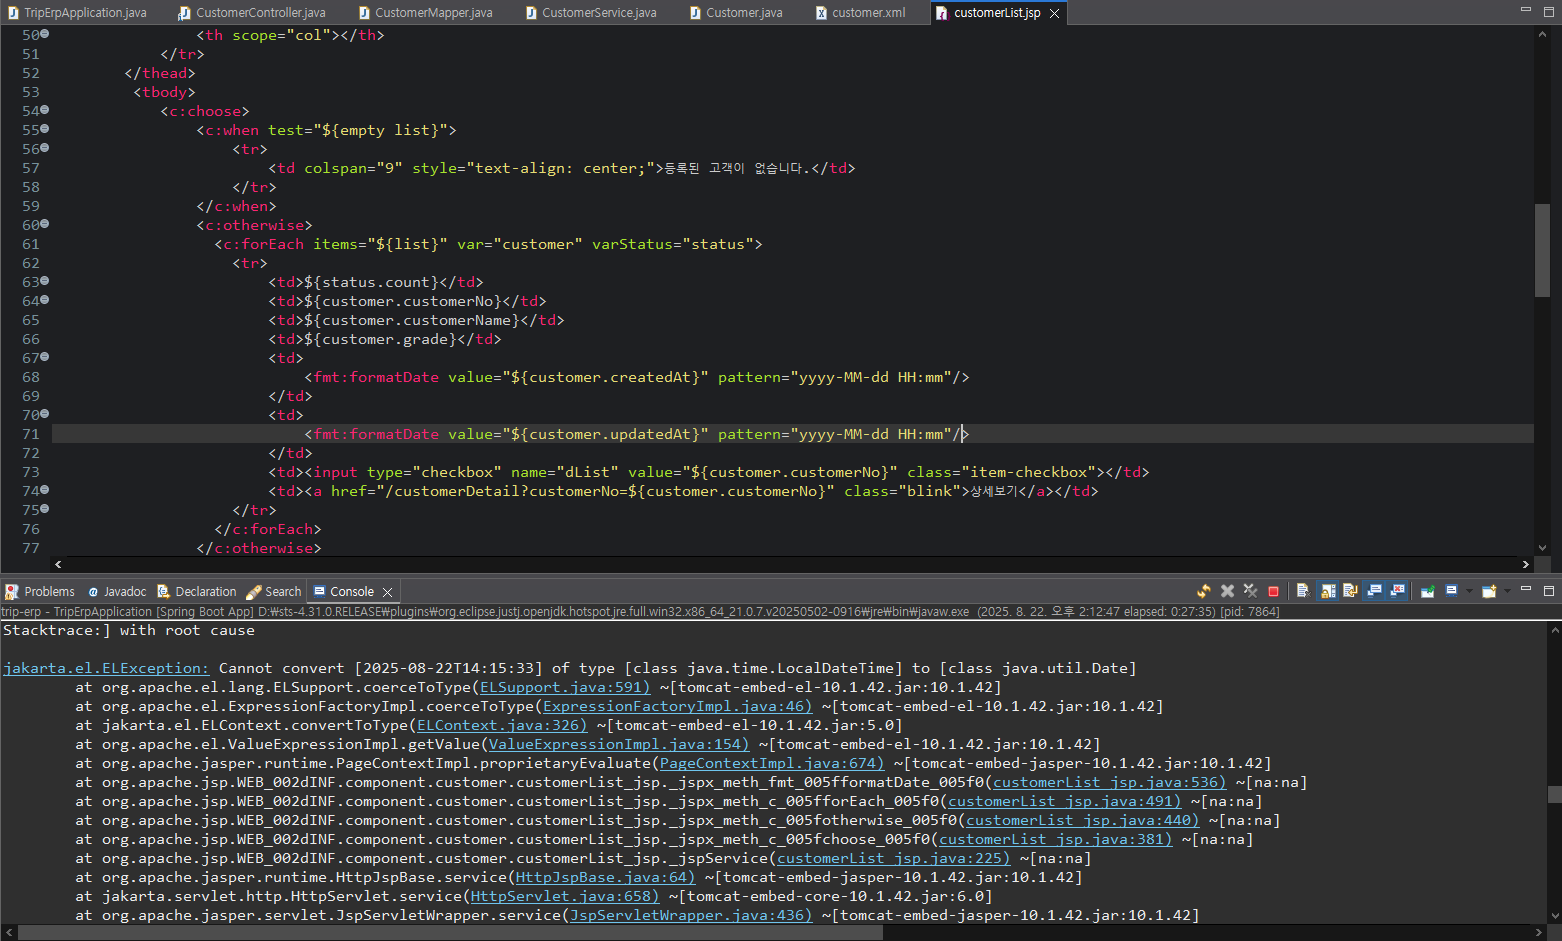 TripErpApplication.java CustomerController.java CustomerMapper.java CustomerService.java Customer.java customer.xml customerList.jsp
50 <th scope="col"></th>
51 </tr>
52 </thead>
53 <tbody>
54 <c:choose>
55 <c:when test="${empty list}">
56 <tr>
57 <td colspan="9" style="text-align: center;">등록된 고객이 없습니다.</td>
58 </tr>
59 </c:when>
60 <c:otherwise>
61 <c:forEach items="${list}" var="customer" varStatus="status">
62 <tr>
63 <td>${status.count}</td>
64 <td>${customer.customerNo}</td>
65 <td>${customer.customerName}</td>
66 <td>${customer.grade}</td>
67 <td>
68 <fmt:formatDate value="${customer.createdAt}" pattern="yyyy-MM-dd HH:mm"/>
69 </td>
70 <td>
71 <fmt:formatDate value="${customer.updatedAt}" pattern="yyyy-MM-dd HH:mm"/>
72 </td>
73 <td><input type="checkbox" name="dList" value="${customer.customerNo}" class="item-checkbox"></td>
74 <td><a href="/customerDetail?customerNo=${customer.customerNo}" class="blink">상세보기</a></td>
75 </tr>
76 </c:forEach>
77 </c:otherwise>
Problems @ Javadoc Declaration Search Console
trip-erp - TripErpApplication [Spring Boot App] D:₩sts-4.31.0.RELEASE₩plugins₩org.eclipse.justj.openjdk.hotspot.jre.full.win32.x86_64_21.0.7.v20250502-0916₩jre₩bin₩javaw.exe (2025. 8. 22. 오후 2:12:47 elapsed: 0:27:35) [pid: 7864]
Stacktrace:] with root cause
jakarta.el.ELException: Cannot convert [2025-08-22T14:15:33] of type [class java.time.LocalDateTime] to [class java.util.Date]
at org.apache.el.lang.ELSupport.coerceToType(ELSupport.java:591) ~[tomcat-embed-el-10.1.42.jar:10.1.42]
at org.apache.el.ExpressionFactoryImpl.coerceToType(ExpressionFactoryImpl.java:46) ~[tomcat-embed-el-10.1.42.jar:10.1.42]
at jakarta.el.ELContext.convertToType(ELContext.java:326) ~[tomcat-embed-el-10.1.42.jar:5.0]
at org.apache.el.ValueExpressionImpl.getValue(ValueExpressionImpl.java:154) ~[tomcat-embed-el-10.1.42.jar:10.1.42]
at org.apache.jasper.runtime.PageContextImpl.proprietaryEvaluate(PageContextImpl.java:674) ~[tomcat-embed-jasper-10.1.42.jar:10.1.42]
at org.apache.jsp.WEB_002dINF.component.customer.customerList_jsp._jspx_meth_fmt_005fformatDate_005f0(customerList_jsp.java:536) ~[na:na]
at org.apache.jsp.WEB_002dINF.component.customer.customerList_jsp._jspx_meth_c_005fforEach_005f0(customerList_jsp.java:491) ~[na:na]
at org.apache.jsp.WEB_002dINF.component.customer.customerList_jsp._jspx_meth_c_005fotherwise_005f0(customerList_jsp.java:440) ~[na:na]
at org.apache.jsp.WEB_002dINF.component.customer.customerList_jsp._jspx_meth_c_005fchoose_005f0(customerList_jsp.java:381) ~[na:na]
at org.apache.jsp.WEB_002dINF.component.customer.customerList_jsp._jspService(customerList_jsp.java:225) ~[na:na]
at org.apache.jasper.runtime.HttpJspBase.service(HttpJspBase.java:64) ~[tomcat-embed-jasper-10.1.42.jar:10.1.42]
at jakarta.servlet.http.HttpServlet.service(HttpServlet.java:658) ~[tomcat-embed-core-10.1.42.jar:6.0]
at org.apache.jasper.servlet.JspServletWrapper.service(JspServletWrapper.java:436) ~[tomcat-embed-jasper-10.1.42.jar:10.1.42]